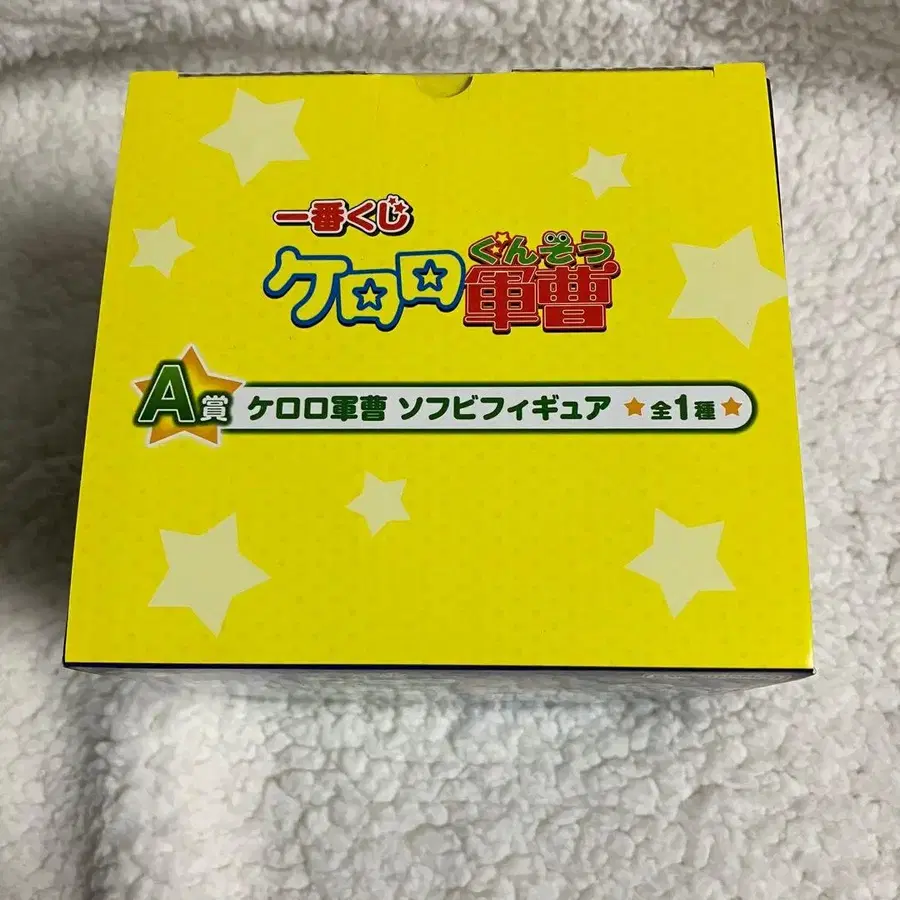 一番くじ
ぐんそう
ケロロ軍曹
A賞 ケロロ軍曹 ソフビフィギュア ★全1種★